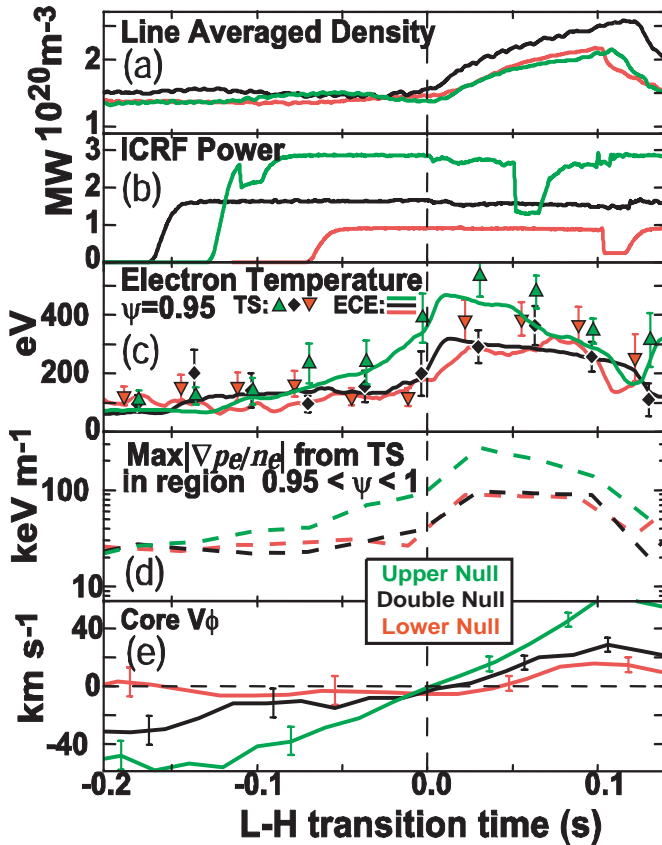 Line Averaged Density
(a)
MW 10²⁰m⁻³
2
1
ICRF Power
(b)
3
2
1
0
Electron Temperature
ψ=0.95 TS: ECE:
(c)
eV
400
200
0
Max|∇pe/ne| from TS
in region 0.95 < ψ < 1
(d)
keV m⁻¹
100
10
Upper Null
Double Null
Lower Null
Core Vϕ
(e)
km s⁻¹
40
0
-40
-0.2 -0.1 0.0 0.1
L-H transition time (s)